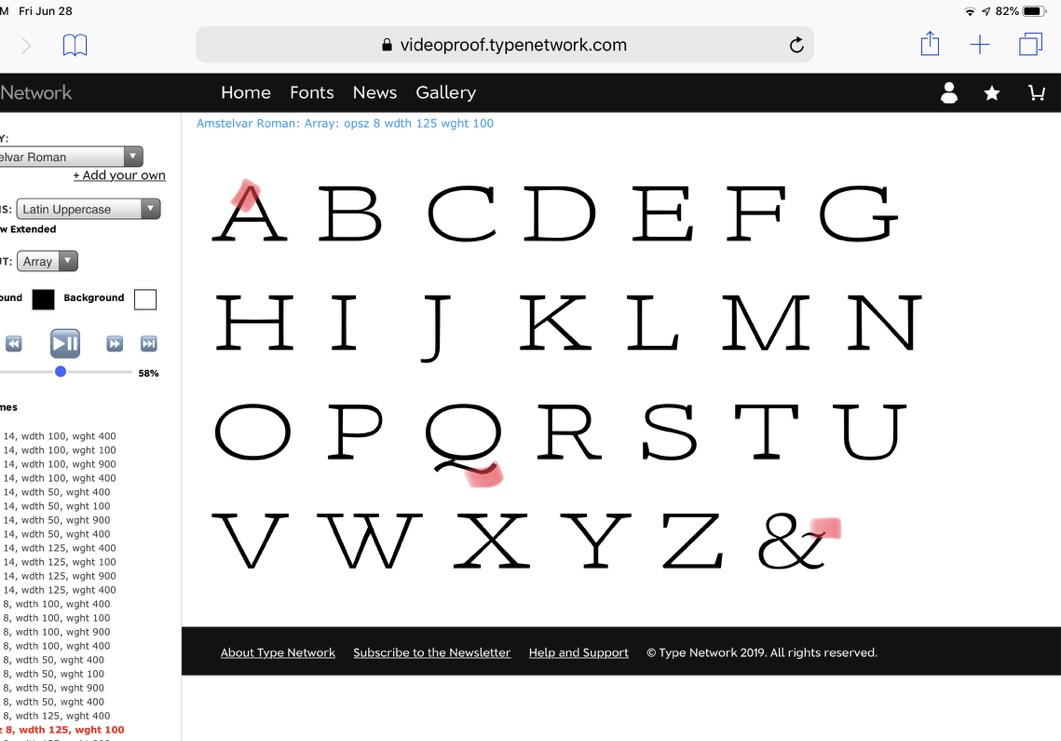 M Fri Jun 28 82%
videoproof.typenetwork.com
Network Home Fonts News Gallery
Amstelvar Roman: Array: opsz 8 wdth 125 wght 100
Y:
elvar Roman
+ Add your own
S: Latin Uppercase
w Extended
T: Array
ound Background
58%
mes
14, wdth 100, wght 400
14, wdth 100, wght 100
14, wdth 100, wght 900
14, wdth 100, wght 400
14, wdth 50, wght 400
14, wdth 50, wght 100
14, wdth 50, wght 900
14, wdth 50, wght 400
14, wdth 125, wght 400
14, wdth 125, wght 100
14, wdth 125, wght 900
14, wdth 125, wght 400
8, wdth 100, wght 400
8, wdth 100, wght 100
8, wdth 100, wght 900
8, wdth 100, wght 400
8, wdth 50, wght 400
8, wdth 50, wght 100
8, wdth 50, wght 900
8, wdth 50, wght 400
8, wdth 125, wght 400
z 8, wdth 125, wght 100
A B C D E F G
H I J K L M N
O P Q R S T U
V W X Y Z &
About Type Network Subscribe to the Newsletter Help and Support © Type Network 2019. All rights reserved.